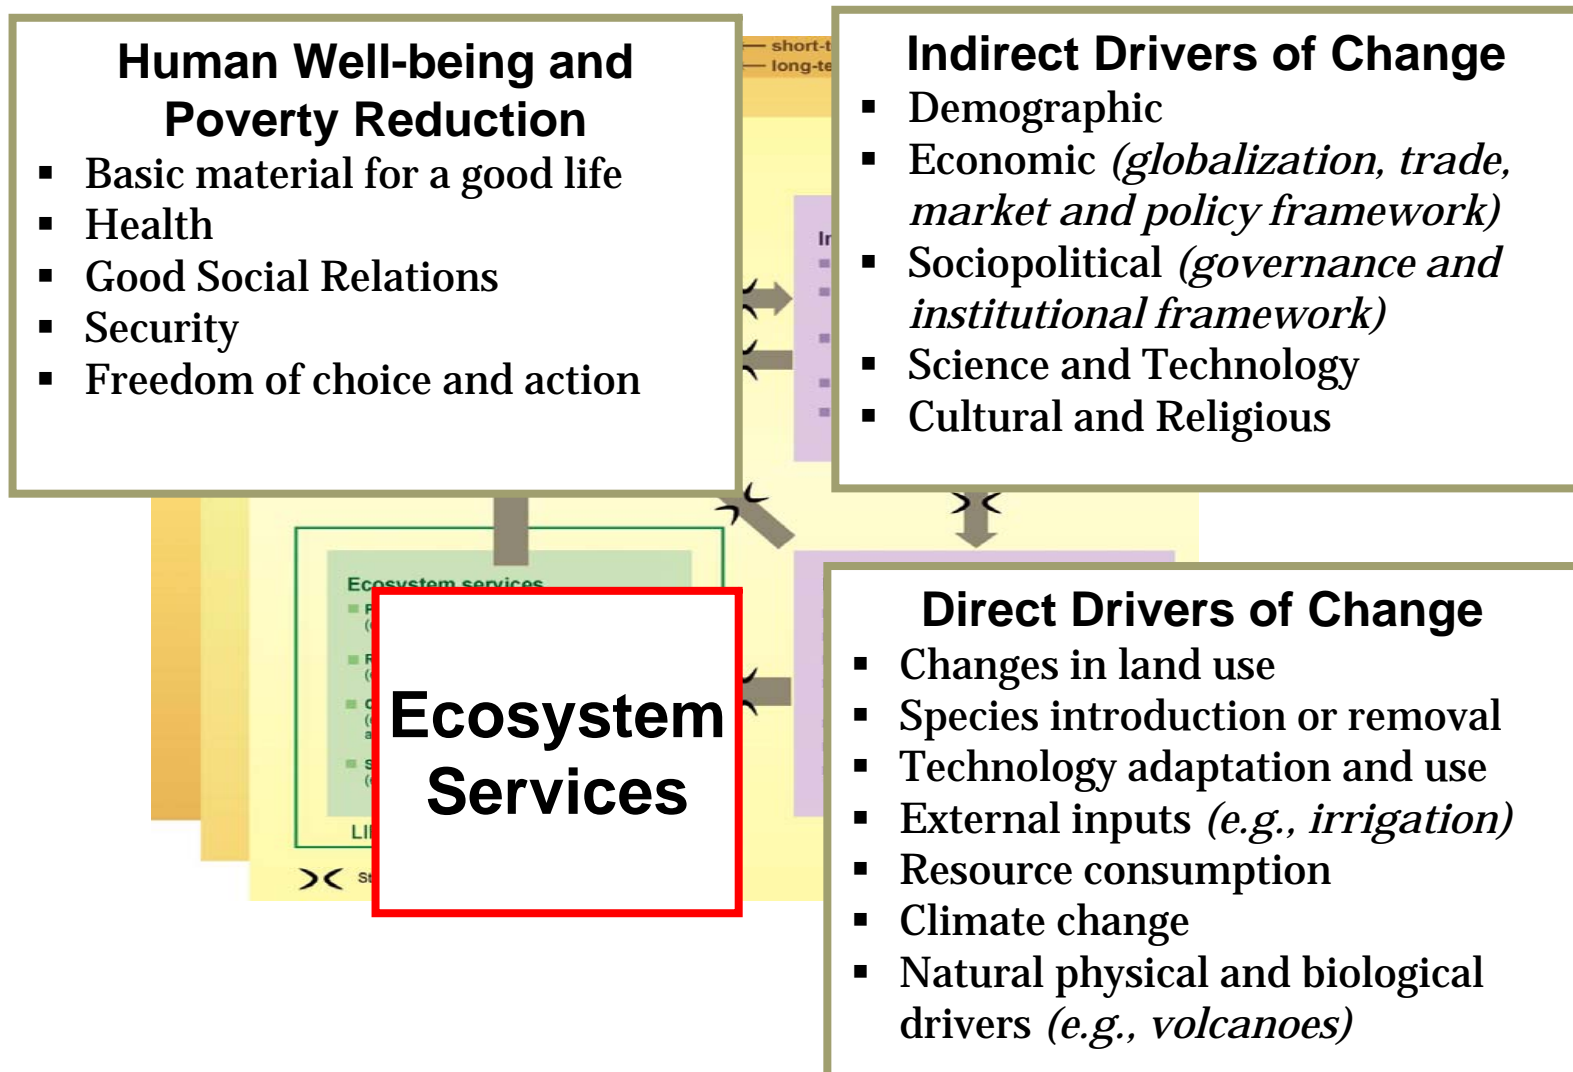 Human Well-being and
Poverty Reduction
▪ Basic material for a good life
▪ Health
▪ Good Social Relations
▪ Security
▪ Freedom of choice and action
Indirect Drivers of Change
▪ Demographic
▪ Economic (globalization, trade,
market and policy framework)
▪ Sociopolitical (governance and
institutional framework)
▪ Science and Technology
▪ Cultural and Religious
Ecosystem services
Ecosystem
Services
Direct Drivers of Change
▪ Changes in land use
▪ Species introduction or removal
▪ Technology adaptation and use
▪ External inputs (e.g., irrigation)
▪ Resource consumption
▪ Climate change
▪ Natural physical and biological
drivers (e.g., volcanoes)